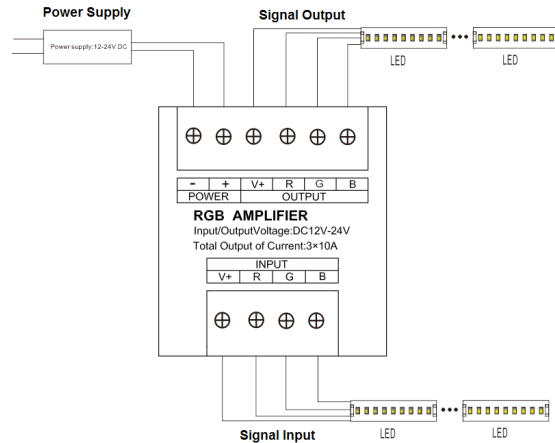 Power Supply
Signal Output
Power supply:12-24V DC
LED
LED
- + V+ R G B
POWER OUTPUT
RGB AMPLIFIER
Input/OutputVoltage:DC12V-24V
Total Output of Current:3×10A
INPUT
V+ R G B
Signal Input
LED
LED